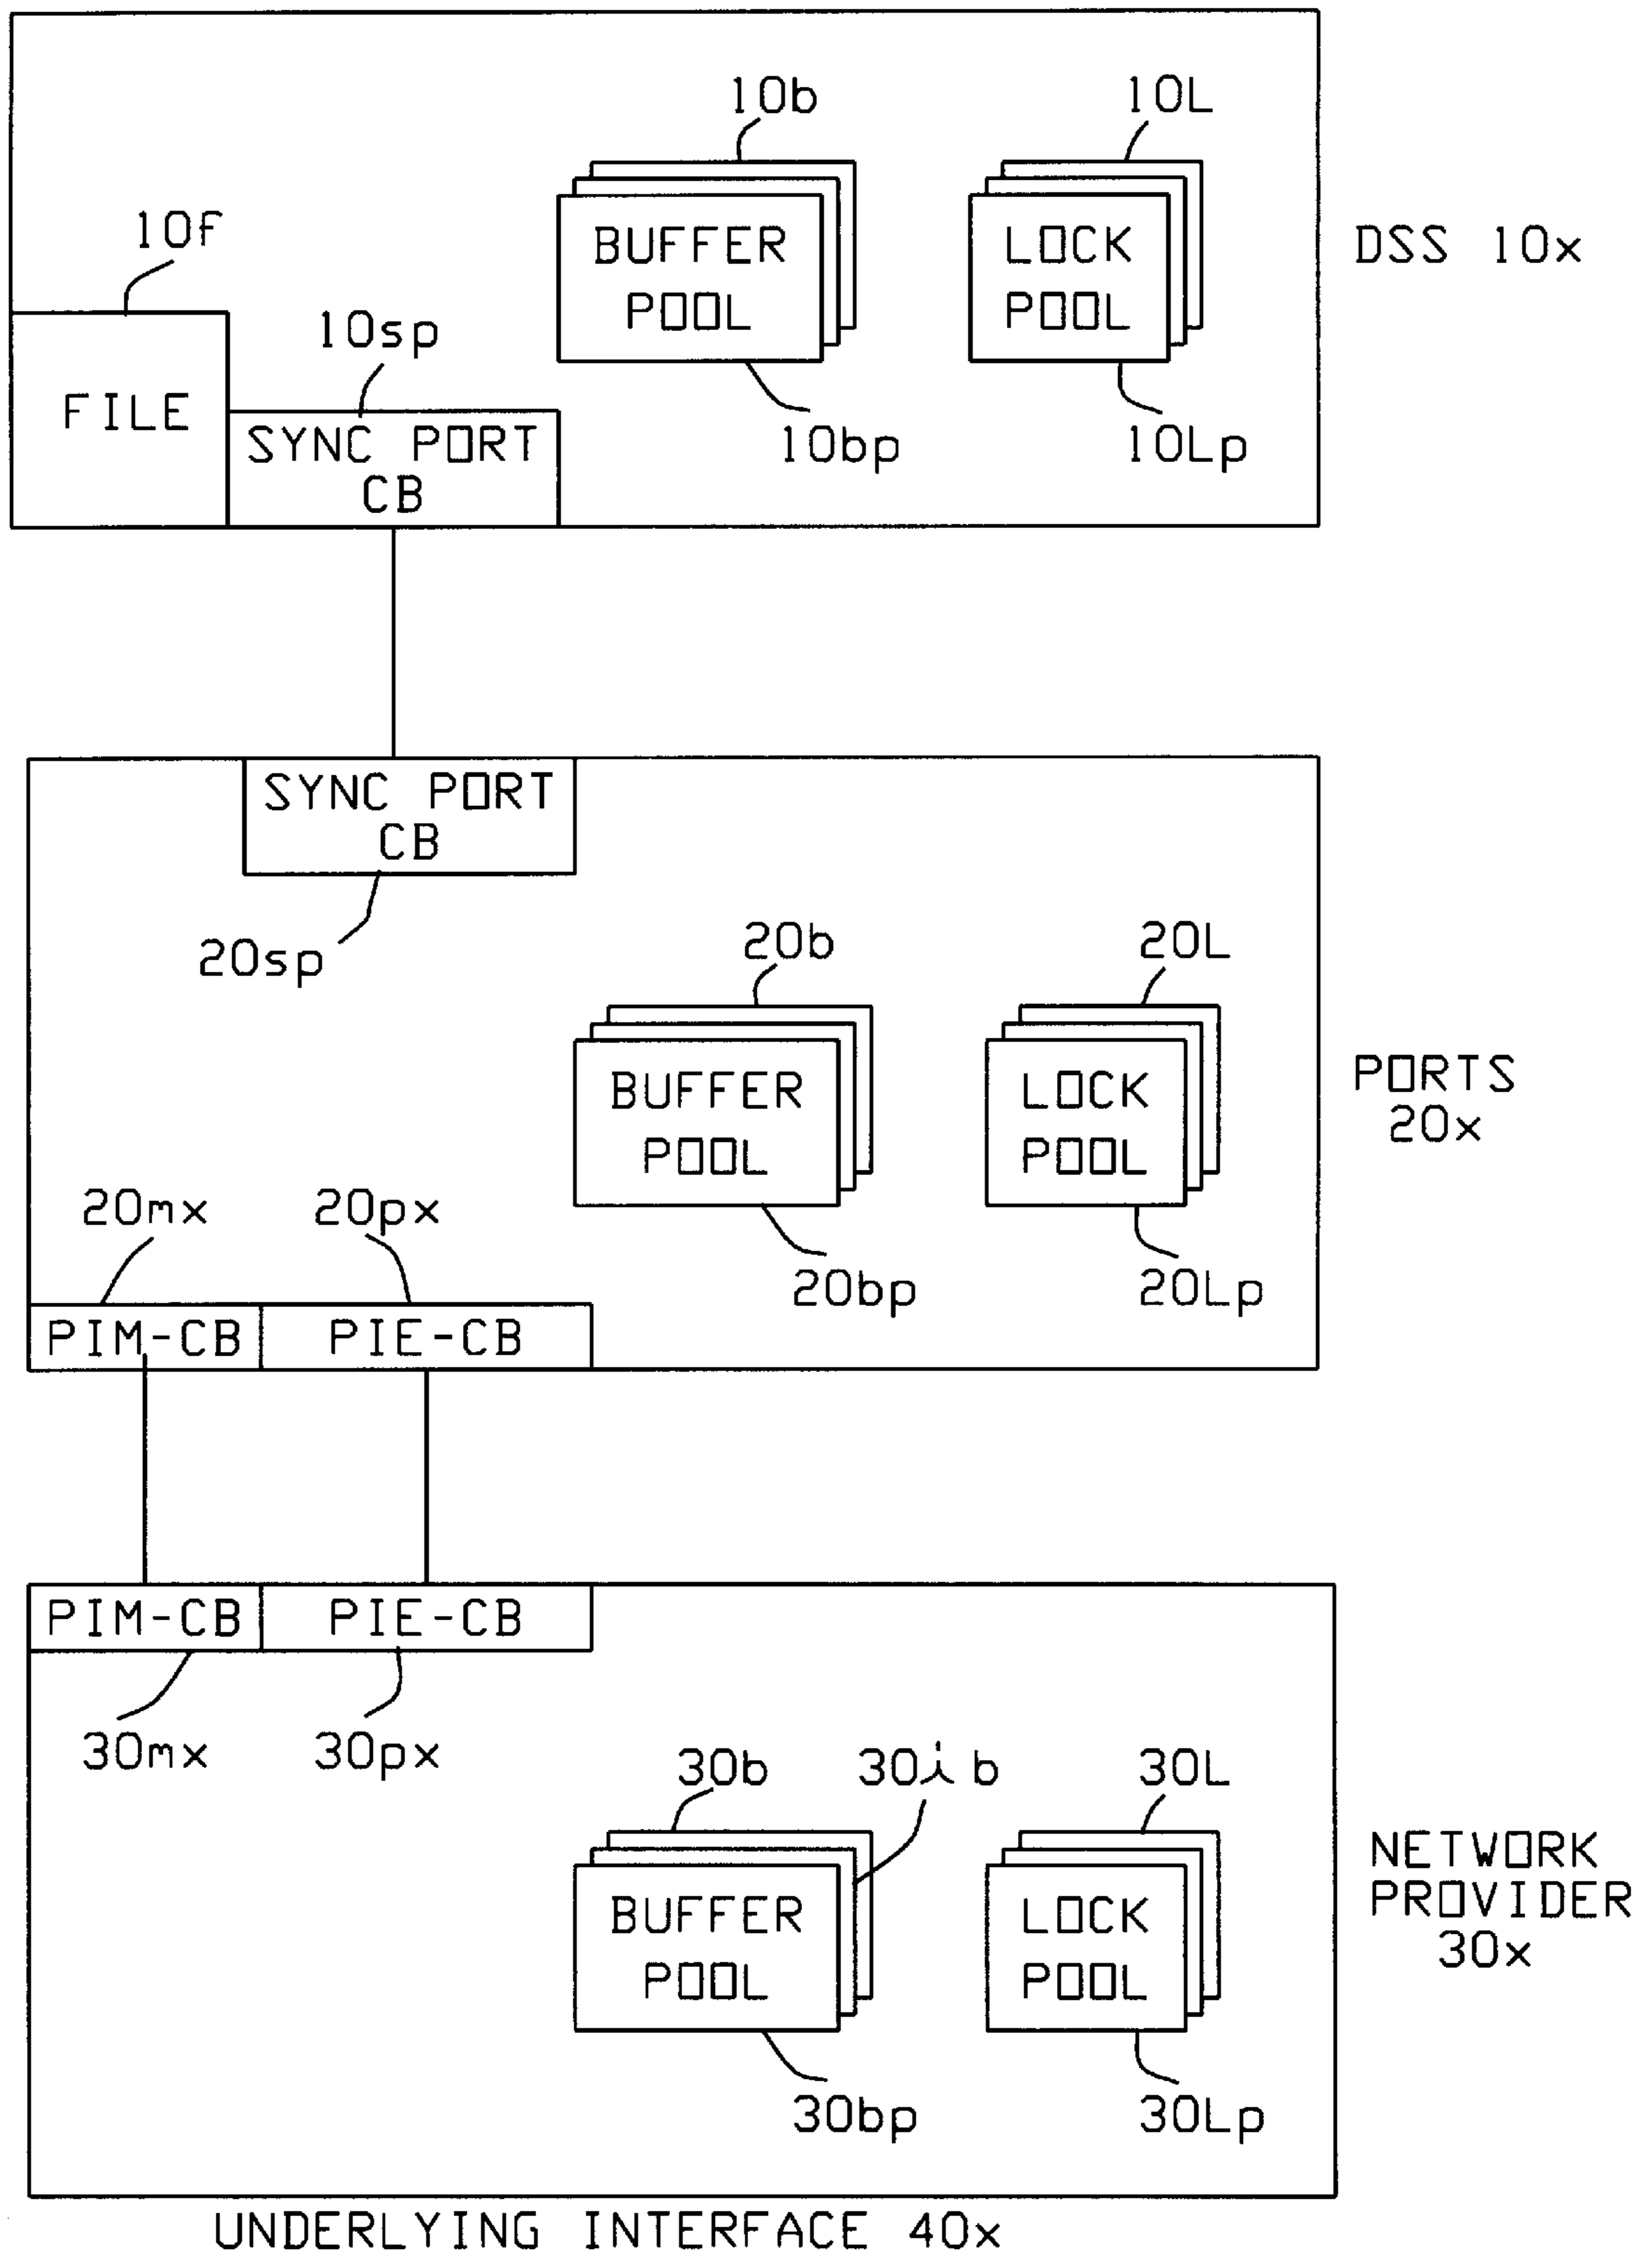 10b
10L
10f
BUFFER
POOL
LOCK
POOL
DSS 10x
10sp
FILE
SYNC PORT
CB
10bp
10Lp
SYNC PORT
CB
20sp
20b
20L
BUFFER
POOL
LOCK
POOL
PORTS
20x
20mx
20px
20bp
20Lp
PIM-CB
PIE-CB
PIM-CB
PIE-CB
30mx
30px
30b
30ib
30L
BUFFER
POOL
LOCK
POOL
NETWORK
PROVIDER
30x
30bp
30Lp
UNDERLYING INTERFACE 40x